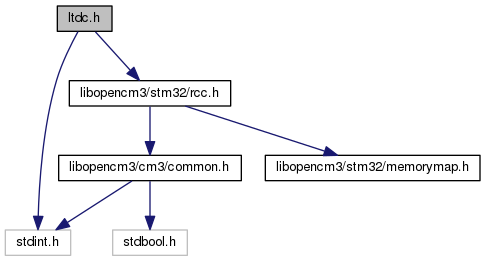 ltdc.h
libopencm3/stm32/rcc.h
libopencm3/cm3/common.h
libopencm3/stm32/memorymap.h
stdint.h
stdbool.h